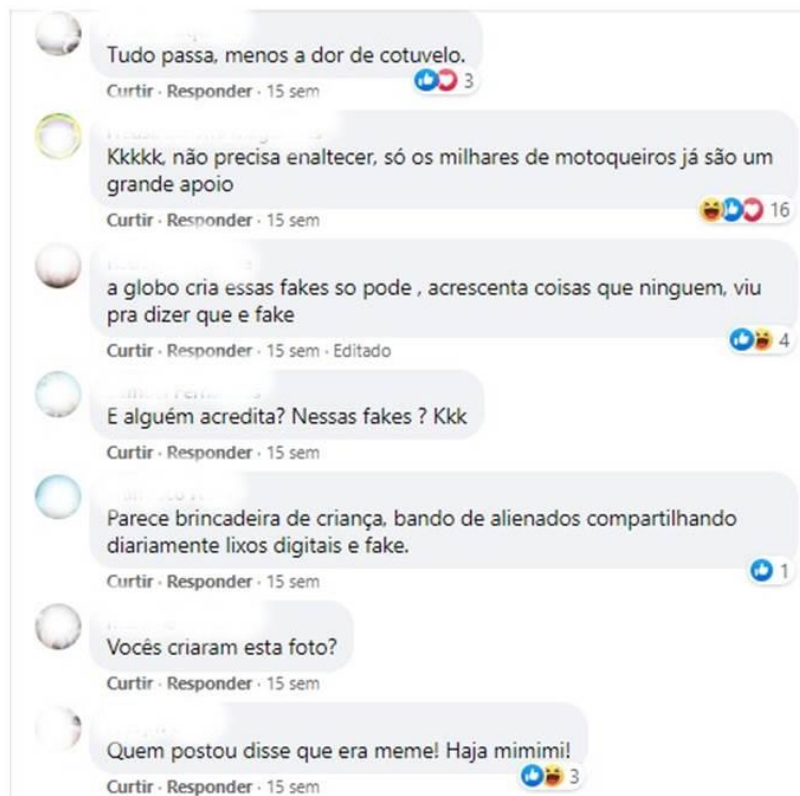 Tudo passa, menos a dor de cotuvelo.
3
Curtir · Responder · 15 sem
Kkkkk, não precisa enaltecer, só os milhares de motoqueiros já são um
grande apoio
16
Curtir · Responder · 15 sem
a globo cria essas fakes so pode , acrescenta coisas que ninguem, viu
pra dizer que e fake
4
Curtir · Responder · 15 sem · Editado
E alguém acredita? Nessas fakes ? Kkk
Curtir · Responder · 15 sem
Parece brincadeira de criança, bando de alienados compartilhando
diariamente lixos digitais e fake.
1
Curtir · Responder · 15 sem
Vocês criaram esta foto?
Curtir · Responder · 15 sem
Quem postou disse que era meme! Haja mimimi!
3
Curtir · Responder · 15 sem